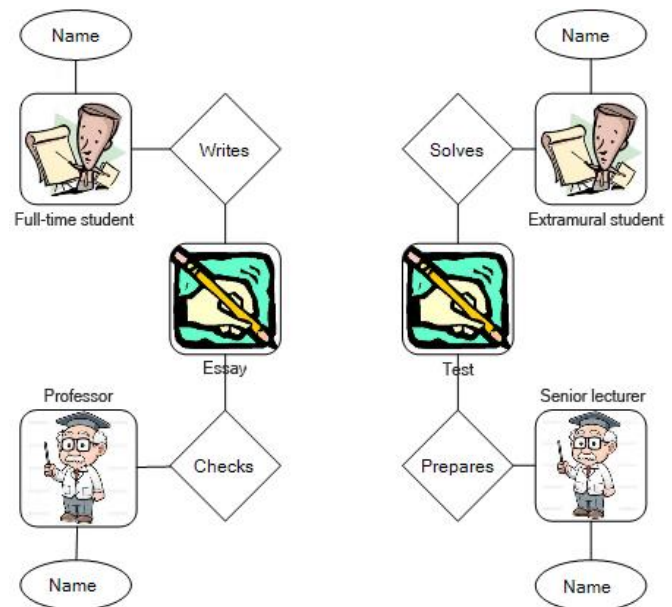 Name
Name
Writes
Solves
Full-time student
Extramural student
Essay
Test
Professor
Senior lecturer
Checks
Prepares
Name
Name